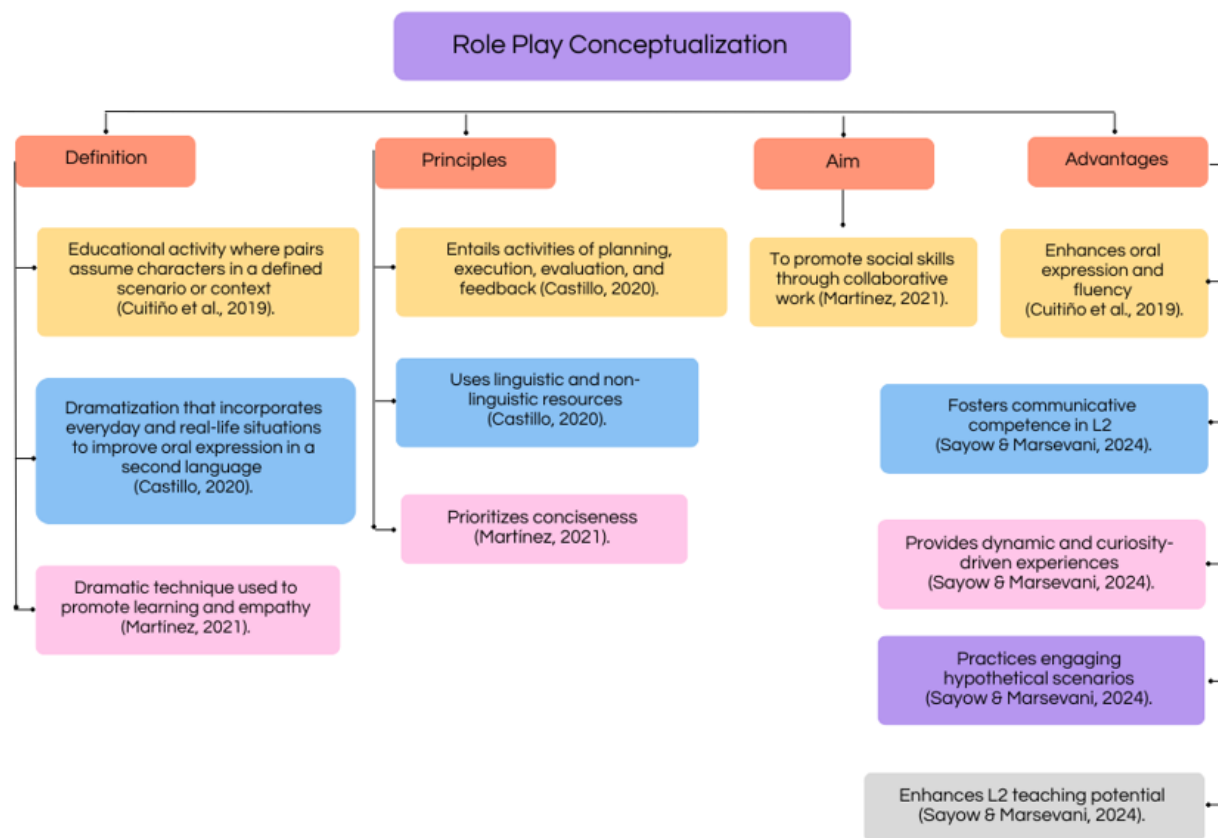 Role Play Conceptualization
Definition
Principles
Aim
Advantages
Educational activity where pairs
assume characters in a defined
scenario or context
(Cuitiño et al., 2019).
Dramatization that incorporates
everyday and real-life situations
to improve oral expression in a
second language
(Castillo, 2020).
Dramatic technique used to
promote learning and empathy
(Martínez, 2021).
Entails activities of planning,
execution, evaluation, and
feedback (Castillo, 2020).
Uses linguistic and non-
linguistic resources
(Castillo, 2020).
Prioritizes conciseness
(Martínez, 2021).
To promote social skills
through collaborative
work (Martínez, 2021).
Enhances oral
expression and
fluency
(Cuitiño et al., 2019).
Fosters communicative
competence in L2
(Sayow & Marsevani, 2024).
Provides dynamic and curiosity-
driven experiences
(Sayow & Marsevani, 2024).
Practices engaging
hypothetical scenarios
(Sayow & Marsevani, 2024).
Enhances L2 teaching potential
(Sayow & Marsevani, 2024).